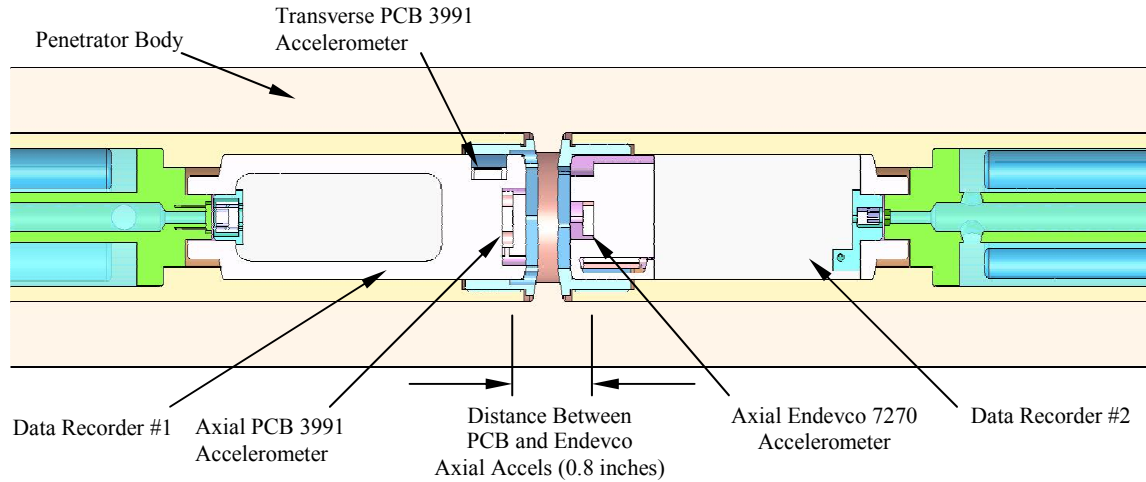 Transverse PCB 3991
Accelerometer
Penetrator Body
Data Recorder #1
Axial PCB 3991
Accelerometer
Distance Between
PCB and Endevco
Axial Accels (0.8 inches)
Axial Endevco 7270
Accelerometer
Data Recorder #2